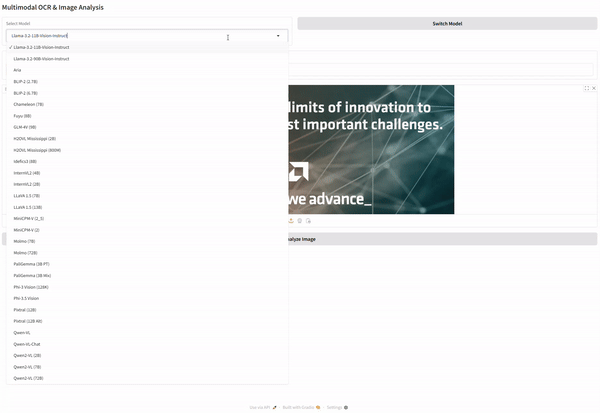 Multimodal OCR & Image Analysis
Select Model
Switch Model
Llama-3.2-11B-Vision-Instruct
✓ Llama-3.2-11B-Vision-Instruct
Llama-3.2-90B-Vision-Instruct
Aria
BLIP-2 (2.7B)
BLIP-2 (6.7B)
Chameleon (7B)
Fuyu (8B)
GLM-4V (9B)
H2OVL Mississippi (2B)
H2OVL Mississippi (800M)
Idefics3 (8B)
InternVL2 (4B)
InternVL2 (2B)
LLaVA 1.5 (7B)
LLaVA 1.5 (13B)
MiniCPM-V (2_5)
MiniCPM-V (2)
Molmo (7B)
Molmo (72B)
PaliGemma (3B PT)
PaliGemma (3B Mix)
Phi-3 Vision (128K)
Phi-3.5 Vision
Pixtral (12B)
Pixtral (12B Alt)
Qwen-VL
Qwen-VL-Chat
Qwen2-VL (2B)
Qwen2-VL (7B)
Qwen2-VL (72B)
limits of innovation to
st important challenges.
we advance_
alyze Image
Use via API
Built with Gradio
Settings